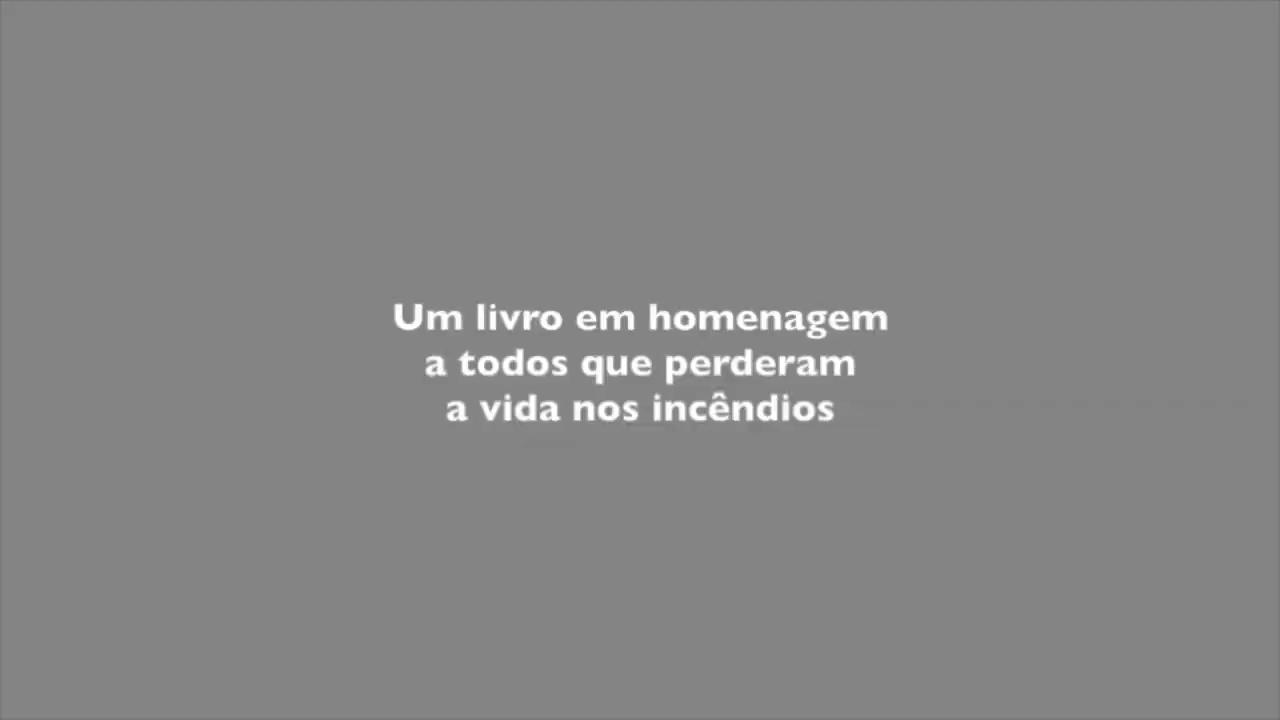 Um livro em homenagem
a todos que perderam
a vida nos incêndios